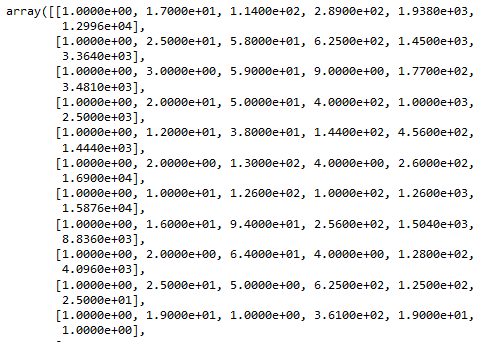 array([[1.0000e+00, 1.7000e+01, 1.1400e+02, 2.8900e+02, 1.9380e+03,
1.2996e+04],
[1.0000e+00, 2.5000e+01, 5.8000e+01, 6.2500e+02, 1.4500e+03,
3.3640e+03],
[1.0000e+00, 3.0000e+00, 5.9000e+01, 9.0000e+00, 1.7700e+02,
3.4810e+03],
[1.0000e+00, 2.0000e+01, 5.0000e+01, 4.0000e+02, 1.0000e+03,
2.5000e+03],
[1.0000e+00, 1.2000e+01, 3.8000e+01, 1.4400e+02, 4.5600e+02,
1.4440e+03],
[1.0000e+00, 2.0000e+00, 1.3000e+02, 4.0000e+00, 2.6000e+02,
1.6900e+04],
[1.0000e+00, 1.0000e+01, 1.2600e+02, 1.0000e+02, 1.2600e+03,
1.5876e+04],
[1.0000e+00, 1.6000e+01, 9.4000e+01, 2.5600e+02, 1.5040e+03,
8.8360e+03],
[1.0000e+00, 2.0000e+00, 6.4000e+01, 4.0000e+00, 1.2800e+02,
4.0960e+03],
[1.0000e+00, 2.5000e+01, 5.0000e+00, 6.2500e+02, 1.2500e+02,
2.5000e+01],
[1.0000e+00, 1.9000e+01, 1.0000e+00, 3.6100e+02, 1.9000e+01,
1.0000e+00],